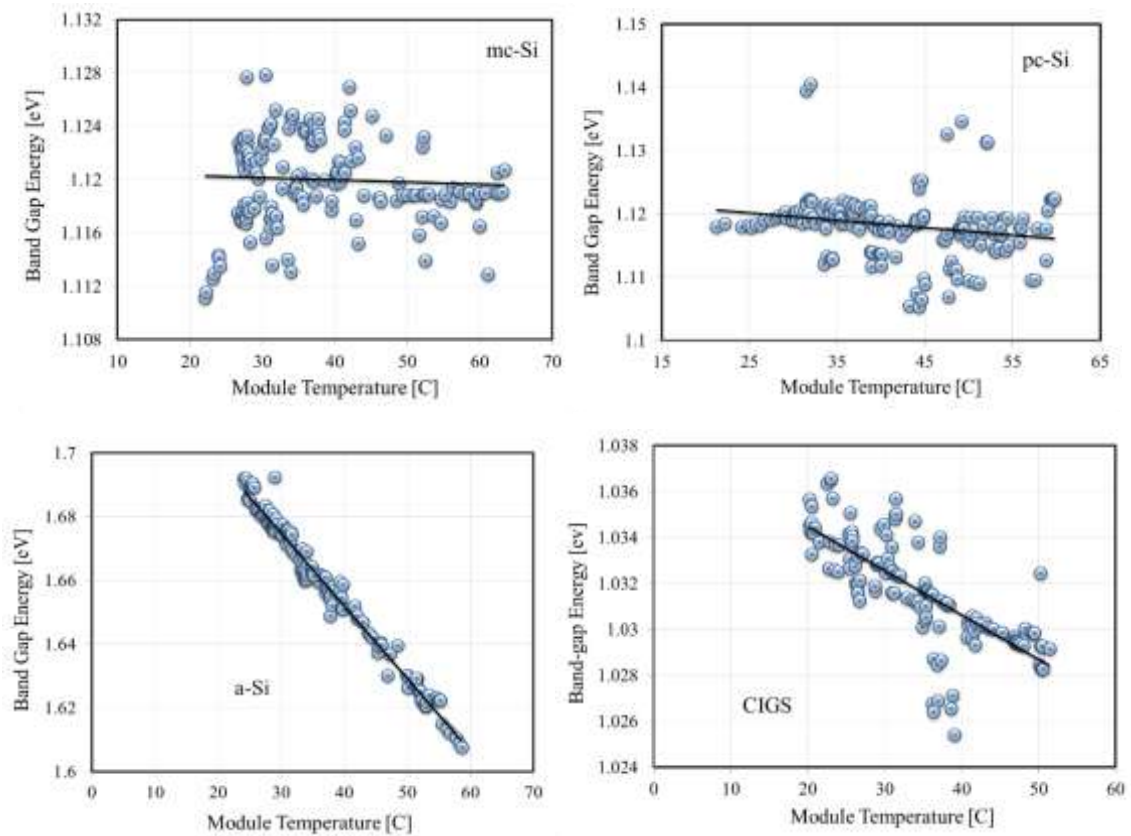 1.132
1.128
1.124
1.12
1.116
1.112
1.108
10 20 30 40 50 60 70
Band Gap Energy [eV]
Module Temperature [C]
mc-Si
1.15
1.14
1.13
1.12
1.11
1.1
15 25 35 45 55 65
Band Gap Energy [eV]
Module Temperature [C]
pc-Si
1.7
1.68
1.66
1.64
1.62
1.6
0 10 20 30 40 50 60 70
Band Gap Energy [eV]
Module Temperature [C]
a-Si
1.038
1.036
1.034
1.032
1.03
1.028
1.026
1.024
0 10 20 30 40 50 60
Band-gap Energy [ev]
Module Temperature [C]
CIGS